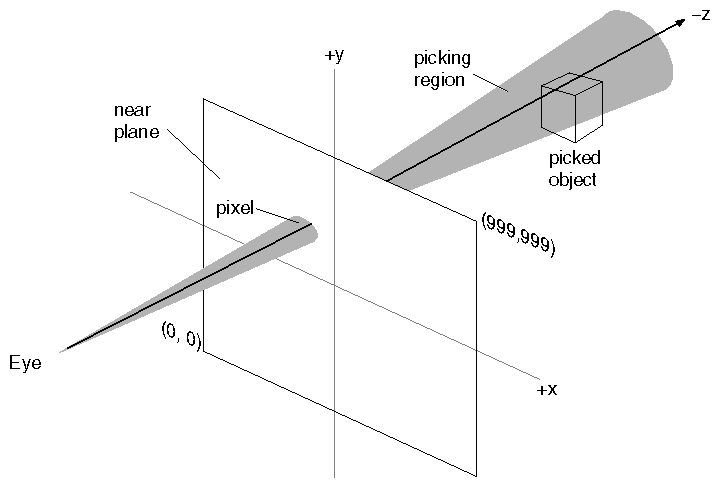 −z
+y
picking
region
near
plane
picked
object
pixel
(999,999)
(0, 0)
Eye
+x